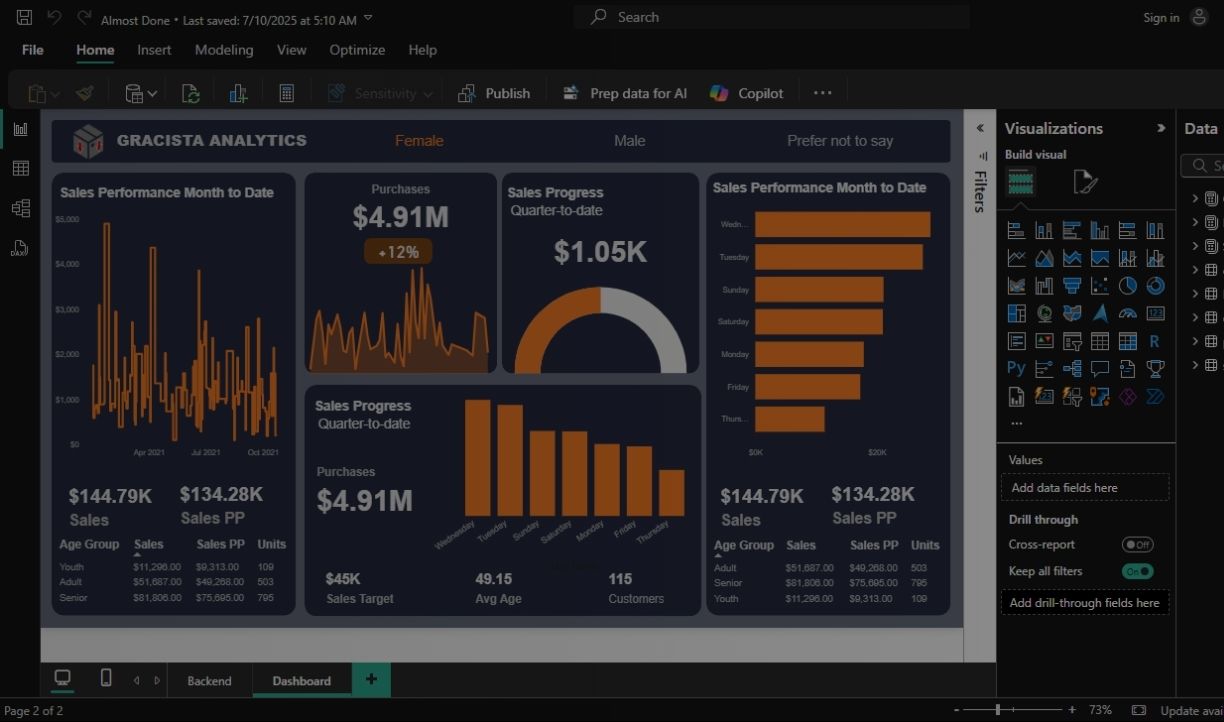 Almost Done • Last saved: 7/10/2025 at 5:10 AM
Search
Sign in
File Home Insert Modeling View Optimize Help
Sensitivity
Publish
Prep data for AI
Copilot
GRACISTA ANALYTICS
Female
Male
Prefer not to say
Sales Performance Month to Date
$5,000
$4,000
$3,000
$2,000
$1,000
$0
Apr 2021 Jul 2021 Oct 2021
$144.79K
Sales
$134.28K
Sales PP
Age Group Sales Sales PP Units
Youth $11,296.00 $9,313.00 109
Adult $51,687.00 $49,268.00 503
Senior $81,806.00 $75,695.00 795
Purchases
$4.91M
+12%
Sales Progress
Quarter-to-date
$1.05K
Sales Progress
Quarter-to-date
Purchases
$4.91M
Wednesday Tuesday Sunday Saturday Monday Friday Thursday
$45K
Sales Target
49.15
Avg Age
115
Customers
Sales Performance Month to Date
Wedn...
Tuesday
Sunday
Saturday
Monday
Friday
Thurs...
$0K $20K
$144.79K
Sales
$134.28K
Sales PP
Age Group Sales Sales PP Units
Adult $51,687.00 $49,268.00 503
Senior $81,806.00 $75,695.00 795
Youth $11,296.00 $9,313.00 109
Filters
Visualizations
Build visual
123
R
Py
123
...
Values
Add data fields here
Drill through
Cross-report
Off
Keep all filters
On
Add drill-through fields here
Data
DAX
Backend
Dashboard
Page 2 of 2
73%
Update avai